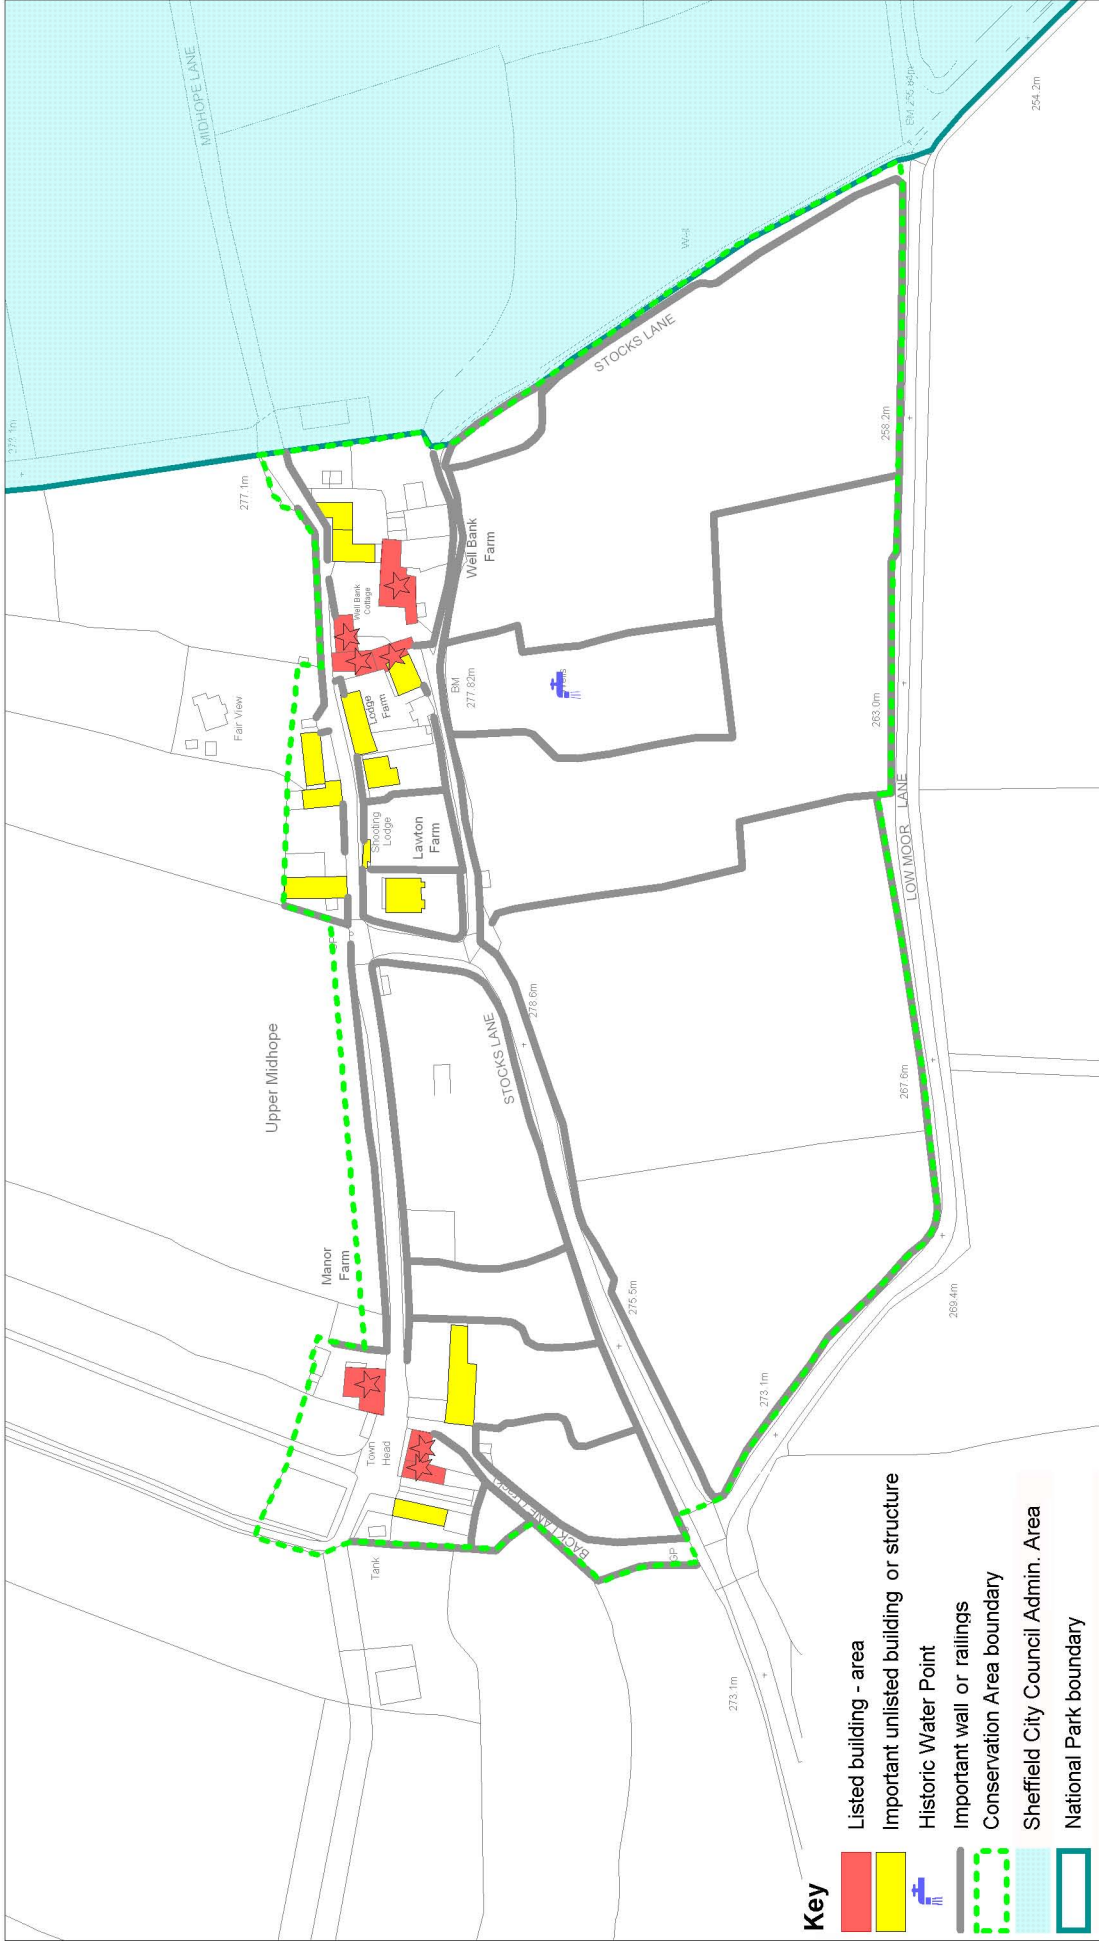 MIDHOPE LANE
277.1m
Fair View
Well Bank
Cottage
Well Bank
Farm
Lodge
Farm
BM
277.82m
Shooting
Lodge
Lawton
Farm
Well
STOCKS LANE
254.2m
258.2m
263.0m
LOW MOOR LANE
Upper Midhope
STOCKS LANE
278.6m
267.6m
Manor
Farm
275.5m
269.4m
273.1m
Town
Head
Tank
BACK LANE
GP
273.1m
Key
Listed building - area
Important unlisted building or structure
Historic Water Point
Important wall or railings
Conservation Area boundary
Sheffield City Council Admin. Area
National Park boundary